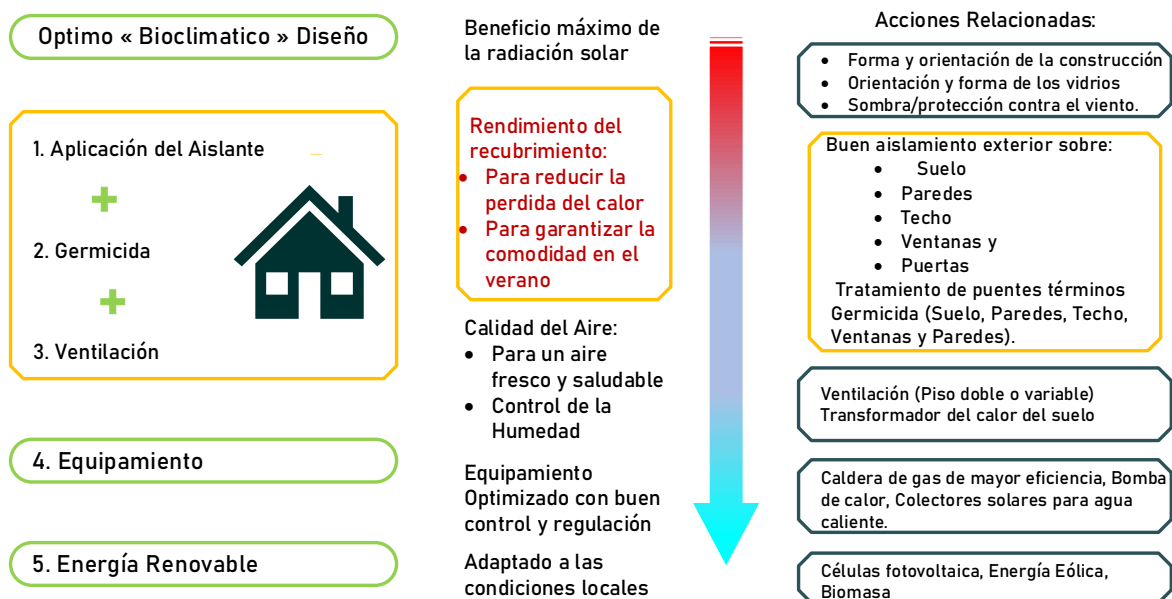 Optimo « Bioclimatico » Diseño
1. Aplicación del Aislante
+
2. Germicida
+
3. Ventilación
4. Equipamiento
5. Energía Renovable
Beneficio máximo de
la radiación solar
Rendimiento del
recubrimiento:
• Para reducir la
perdida del calor
• Para garantizar la
comodidad en el
verano
Calidad del Aire:
• Para un aire
fresco y saludable
• Control de la
Humedad
Equipamiento
Optimizado con buen
control y regulación
Adaptado a las
condiciones locales
Acciones Relacionadas:
• Forma y orientación de la construcción
• Orientación y forma de los vidrios
• Sombra/protección contra el viento.
Buen aislamiento exterior sobre:
• Suelo
• Paredes
• Techo
• Ventanas y
• Puertas
Tratamiento de puentes términos
Germicida (Suelo, Paredes, Techo,
Ventanas y Paredes).
Ventilación (Piso doble o variable)
Transformador del calor del suelo
Caldera de gas de mayor eficiencia, Bomba
de calor, Colectores solares para agua
caliente.
Células fotovoltaica, Energía Eólica,
Biomasa